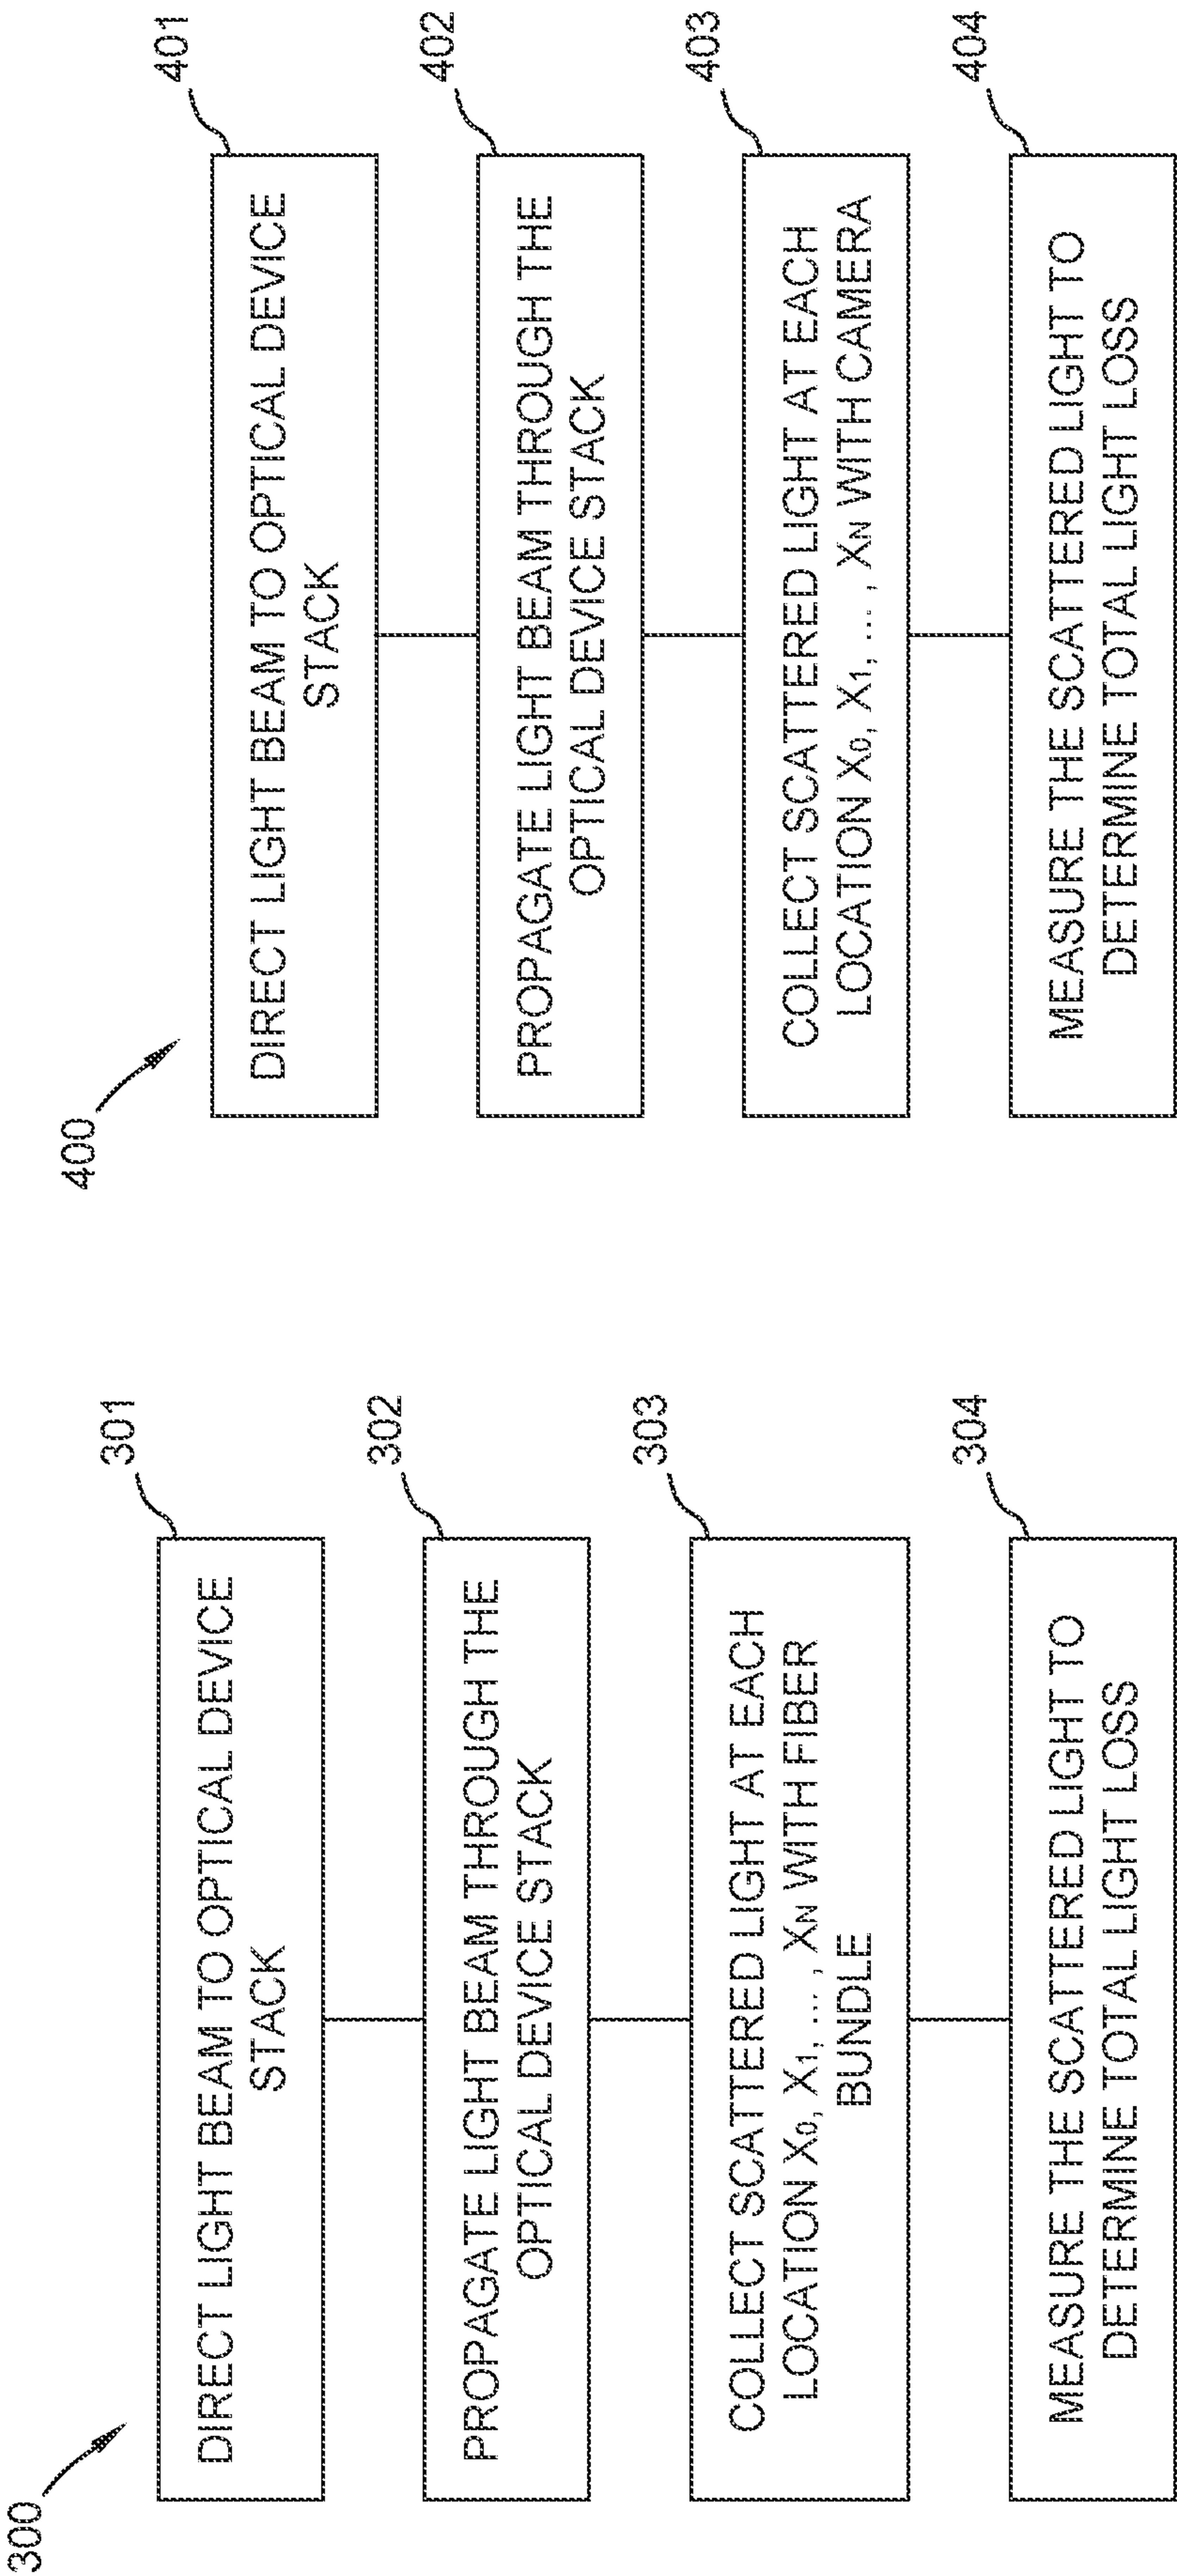 300
301
DIRECT LIGHT BEAM TO OPTICAL DEVICE
STACK
302
PROPAGATE LIGHT BEAM THROUGH THE
OPTICAL DEVICE STACK
303
COLLECT SCATTERED LIGHT AT EACH
LOCATION X₀, X₁, ... , X_N WITH FIBER
BUNDLE
304
MEASURE THE SCATTERED LIGHT TO
DETERMINE TOTAL LIGHT LOSS
400
401
DIRECT LIGHT BEAM TO OPTICAL DEVICE
STACK
402
PROPAGATE LIGHT BEAM THROUGH THE
OPTICAL DEVICE STACK
403
COLLECT SCATTERED LIGHT AT EACH
LOCATION X₀, X₁, ... , X_N WITH CAMERA
404
MEASURE THE SCATTERED LIGHT TO
DETERMINE TOTAL LIGHT LOSS